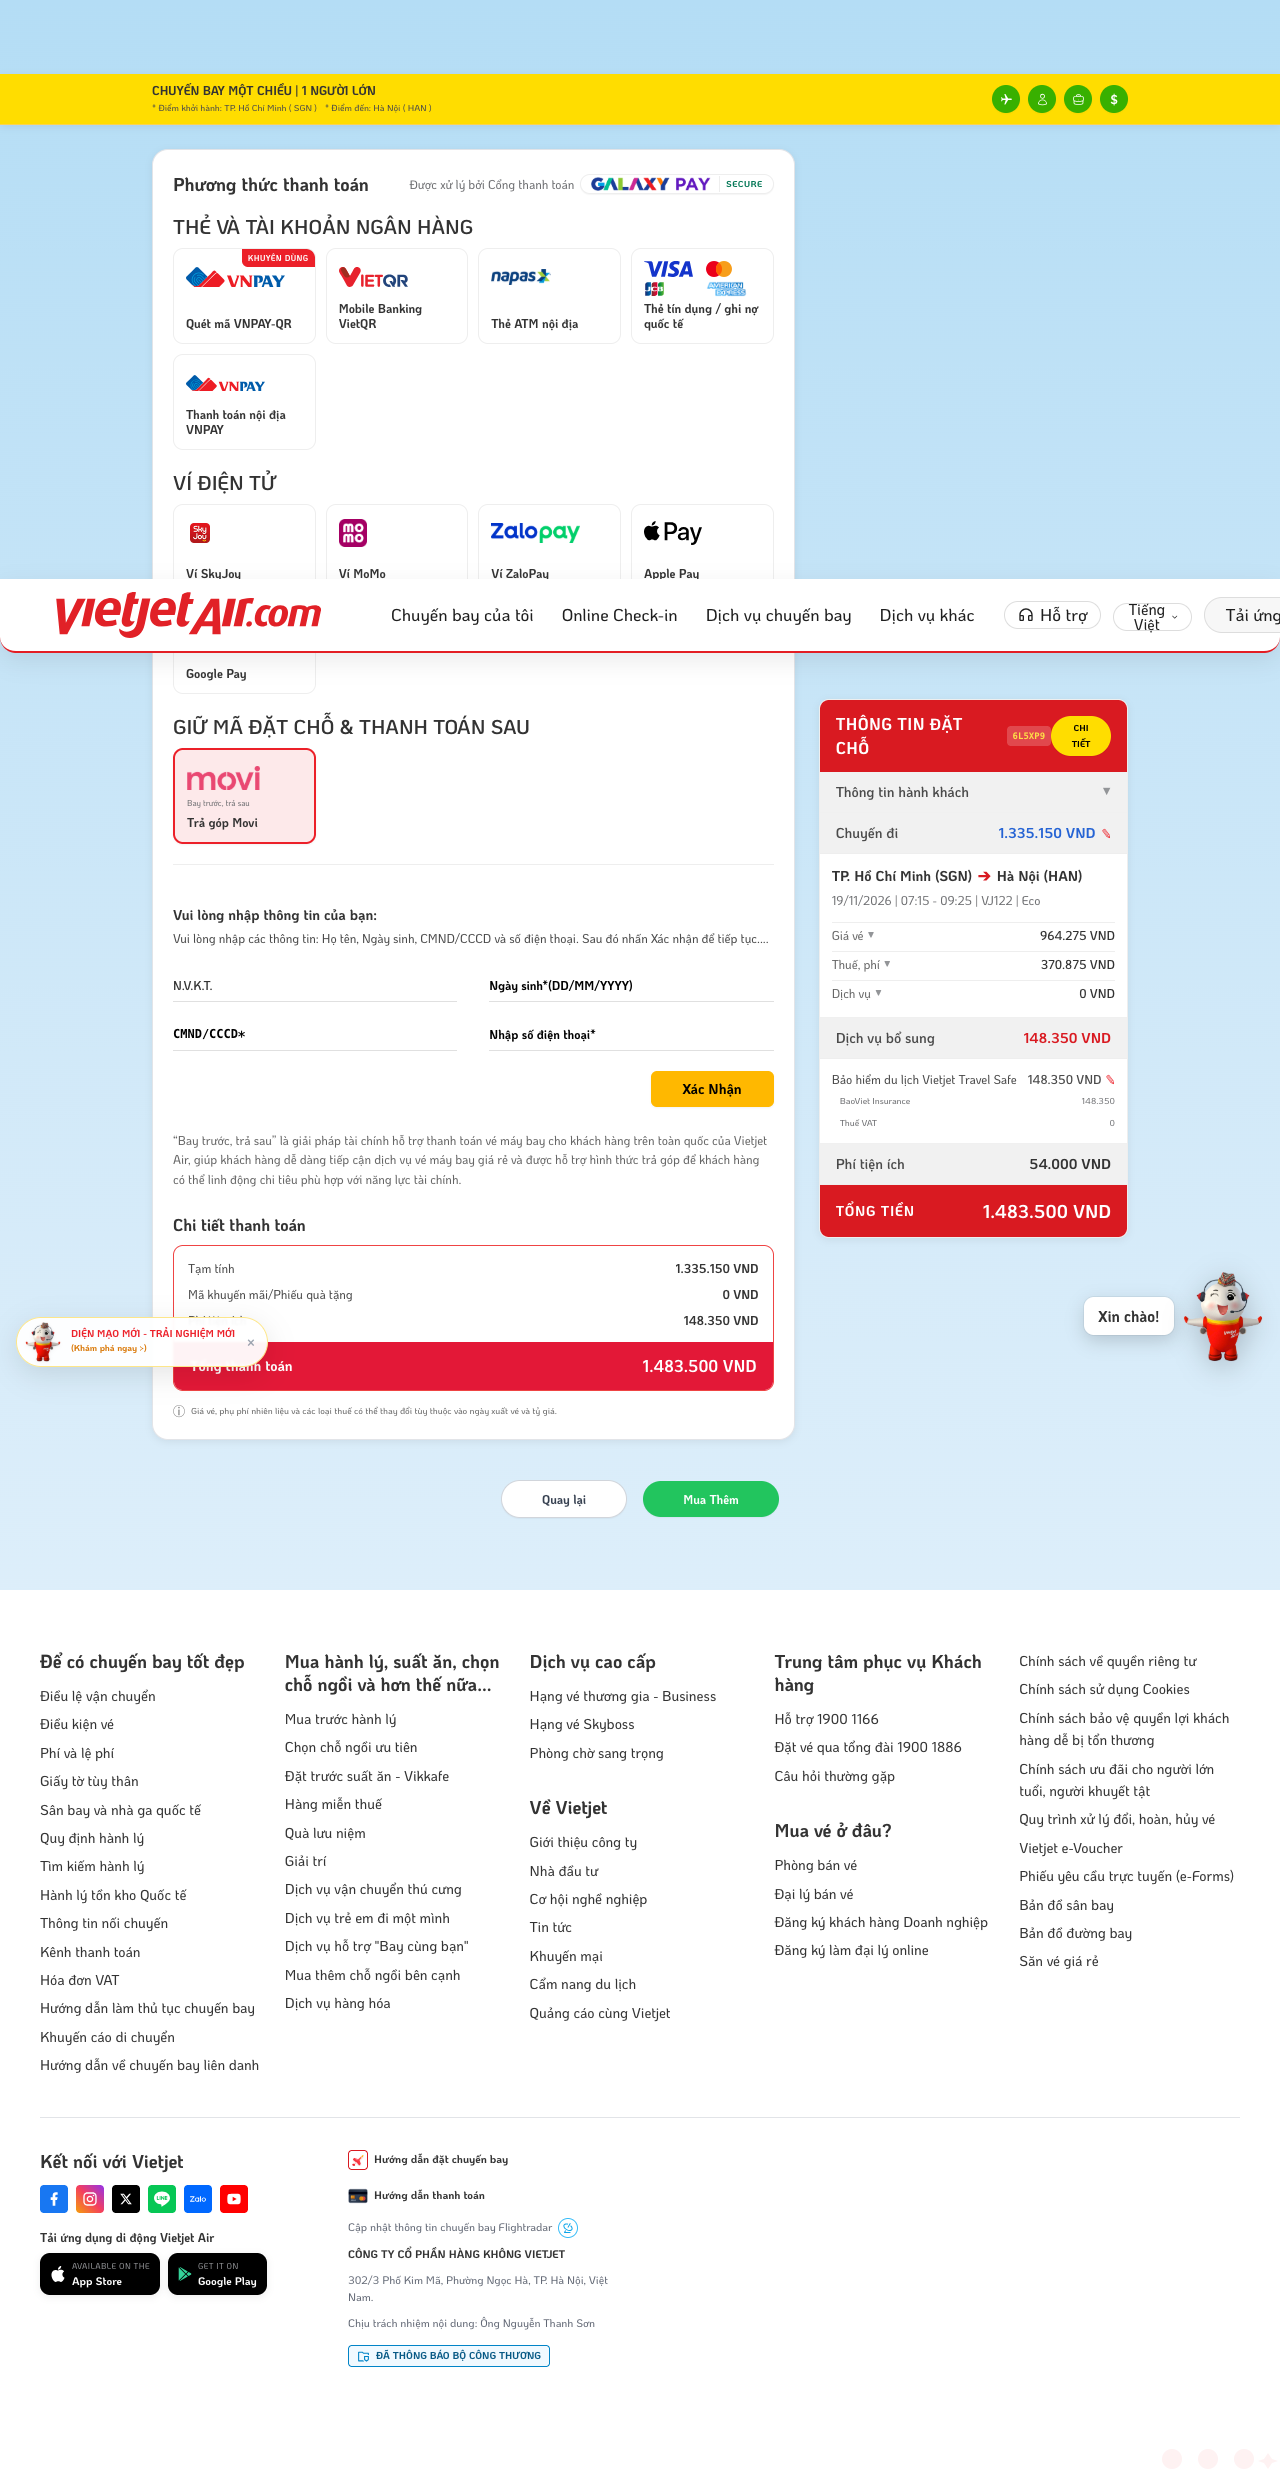 CHUYẾN BAY MỘT CHIỀU | 1 NGƯỜI LỚN
* Điểm khởi hành: TP. Hồ Chí Minh ( SGN ) * Điểm đến: Hà Nội ( HAN )
Phương thức thanh toán
Được xử lý bởi Cổng thanh toán GALAXY PAY SECURE
THẺ VÀ TÀI KHOẢN NGÂN HÀNG
KHUYÊN DÙNG
VNPAY
Quét mã VNPAY-QR
VIETQR
Mobile Banking
VietQR
napas
Thẻ ATM nội địa
VISA
JCB
AMERICAN
EXPRESS
Thẻ tín dụng / ghi nợ
quốc tế
VNPAY
Thanh toán nội địa
VNPAY
VÍ ĐIỆN TỬ
Sky
Joy
Ví SkyJoy
mo
mo
Ví MoMo
Zalopay
Ví ZaloPay
Pay
Apple Pay
vietjetAir.com
Chuyến bay của tôi
Online Check-in
Dịch vụ chuyến bay
Dịch vụ khác
Hỗ trợ
Tiếng
Việt
Tải ứng
Google Pay
GIỮ MÃ ĐẶT CHỖ & THANH TOÁN SAU
movi
Bay trước, trả sau
Trả góp Movi
Vui lòng nhập thông tin của bạn:
Vui lòng nhập các thông tin: Họ tên, Ngày sinh, CMND/CCCD và số điện thoại. Sau đó nhấn Xác nhận để tiếp tục....
N.V.K.T.
Ngày sinh*(DD/MM/YYYY)
CMND/CCCD*
Nhập số điện thoại*
Xác Nhận
“Bay trước, trả sau” là giải pháp tài chính hỗ trợ thanh toán vé máy bay cho khách hàng trên toàn quốc của Vietjet
Air, giúp khách hàng dễ dàng tiếp cận dịch vụ vé máy bay giá rẻ và được hỗ trợ hình thức trả góp để khách hàng
có thể linh động chi tiêu phù hợp với năng lực tài chính.
Chi tiết thanh toán
Tạm tính 1.335.150 VND
Mã khuyến mãi/Phiếu quà tặng 0 VND
148.350 VND
Tổng thanh toán 1.483.500 VND
Giá vé, phụ phí nhiên liệu và các loại thuế có thể thay đổi tùy thuộc vào ngày xuất vé và tỷ giá.
DIỆN MẠO MỚI - TRẢI NGHIỆM MỚI
(Khám phá ngay >)
×
THÔNG TIN ĐẶT
CHỖ
6L5XP9
CHI
TIẾT
Thông tin hành khách
Chuyến đi 1.335.150 VND
TP. Hồ Chí Minh (SGN) ➔ Hà Nội (HAN)
19/11/2026 | 07:15 - 09:25 | VJ122 | Eco
Giá vé 964.275 VND
Thuế, phí 370.875 VND
Dịch vụ 0 VND
Dịch vụ bổ sung 148.350 VND
Bảo hiểm du lịch Vietjet Travel Safe 148.350 VND
BaoViet Insurance 148.350
Thuế VAT 0
Phí tiện ích 54.000 VND
TỔNG TIỀN 1.483.500 VND
Xin chào!
Quay lại
Mua Thêm
Để có chuyến bay tốt đẹp
Điều lệ vận chuyển
Điều kiện vé
Phí và lệ phí
Giấy tờ tùy thân
Sân bay và nhà ga quốc tế
Quy định hành lý
Tìm kiếm hành lý
Hành lý tồn kho Quốc tế
Thông tin nối chuyến
Kênh thanh toán
Hóa đơn VAT
Hướng dẫn làm thủ tục chuyến bay
Khuyến cáo di chuyển
Hướng dẫn về chuyến bay liên danh
Mua hành lý, suất ăn, chọn
chỗ ngồi và hơn thế nữa...
Mua trước hành lý
Chọn chỗ ngồi ưu tiên
Đặt trước suất ăn - Vikkafe
Hàng miễn thuế
Quà lưu niệm
Giải trí
Dịch vụ vận chuyển thú cưng
Dịch vụ trẻ em đi một mình
Dịch vụ hỗ trợ "Bay cùng bạn"
Mua thêm chỗ ngồi bên cạnh
Dịch vụ hàng hóa
Dịch vụ cao cấp
Hạng vé thương gia - Business
Hạng vé Skyboss
Phòng chờ sang trọng
Về Vietjet
Giới thiệu công ty
Nhà đầu tư
Cơ hội nghề nghiệp
Tin tức
Khuyến mại
Cẩm nang du lịch
Quảng cáo cùng Vietjet
Trung tâm phục vụ Khách
hàng
Hỗ trợ 1900 1166
Đặt vé qua tổng đài 1900 1886
Câu hỏi thường gặp
Mua vé ở đâu?
Phòng bán vé
Đại lý bán vé
Đăng ký khách hàng Doanh nghiệp
Đăng ký làm đại lý online
Chính sách về quyền riêng tư
Chính sách sử dụng Cookies
Chính sách bảo vệ quyền lợi khách
hàng dễ bị tổn thương
Chính sách ưu đãi cho người lớn
tuổi, người khuyết tật
Quy trình xử lý đổi, hoàn, hủy vé
Vietjet e-Voucher
Phiếu yêu cầu trực tuyến (e-Forms)
Bản đồ sân bay
Bản đồ đường bay
Săn vé giá rẻ
Kết nối với Vietjet
Zalo
Tải ứng dụng di động Vietjet Air
AVAILABLE ON THE
App Store
GET IT ON
Google Play
Hướng dẫn đặt chuyến bay
Hướng dẫn thanh toán
Cập nhật thông tin chuyến bay Flightradar
CÔNG TY CỔ PHẦN HÀNG KHÔNG VIETJET
302/3 Phố Kim Mã, Phường Ngọc Hà, TP. Hà Nội, Việt
Nam.
Chịu trách nhiệm nội dung: Ông Nguyễn Thanh Sơn
ĐÃ THÔNG BÁO BỘ CÔNG THƯƠNG